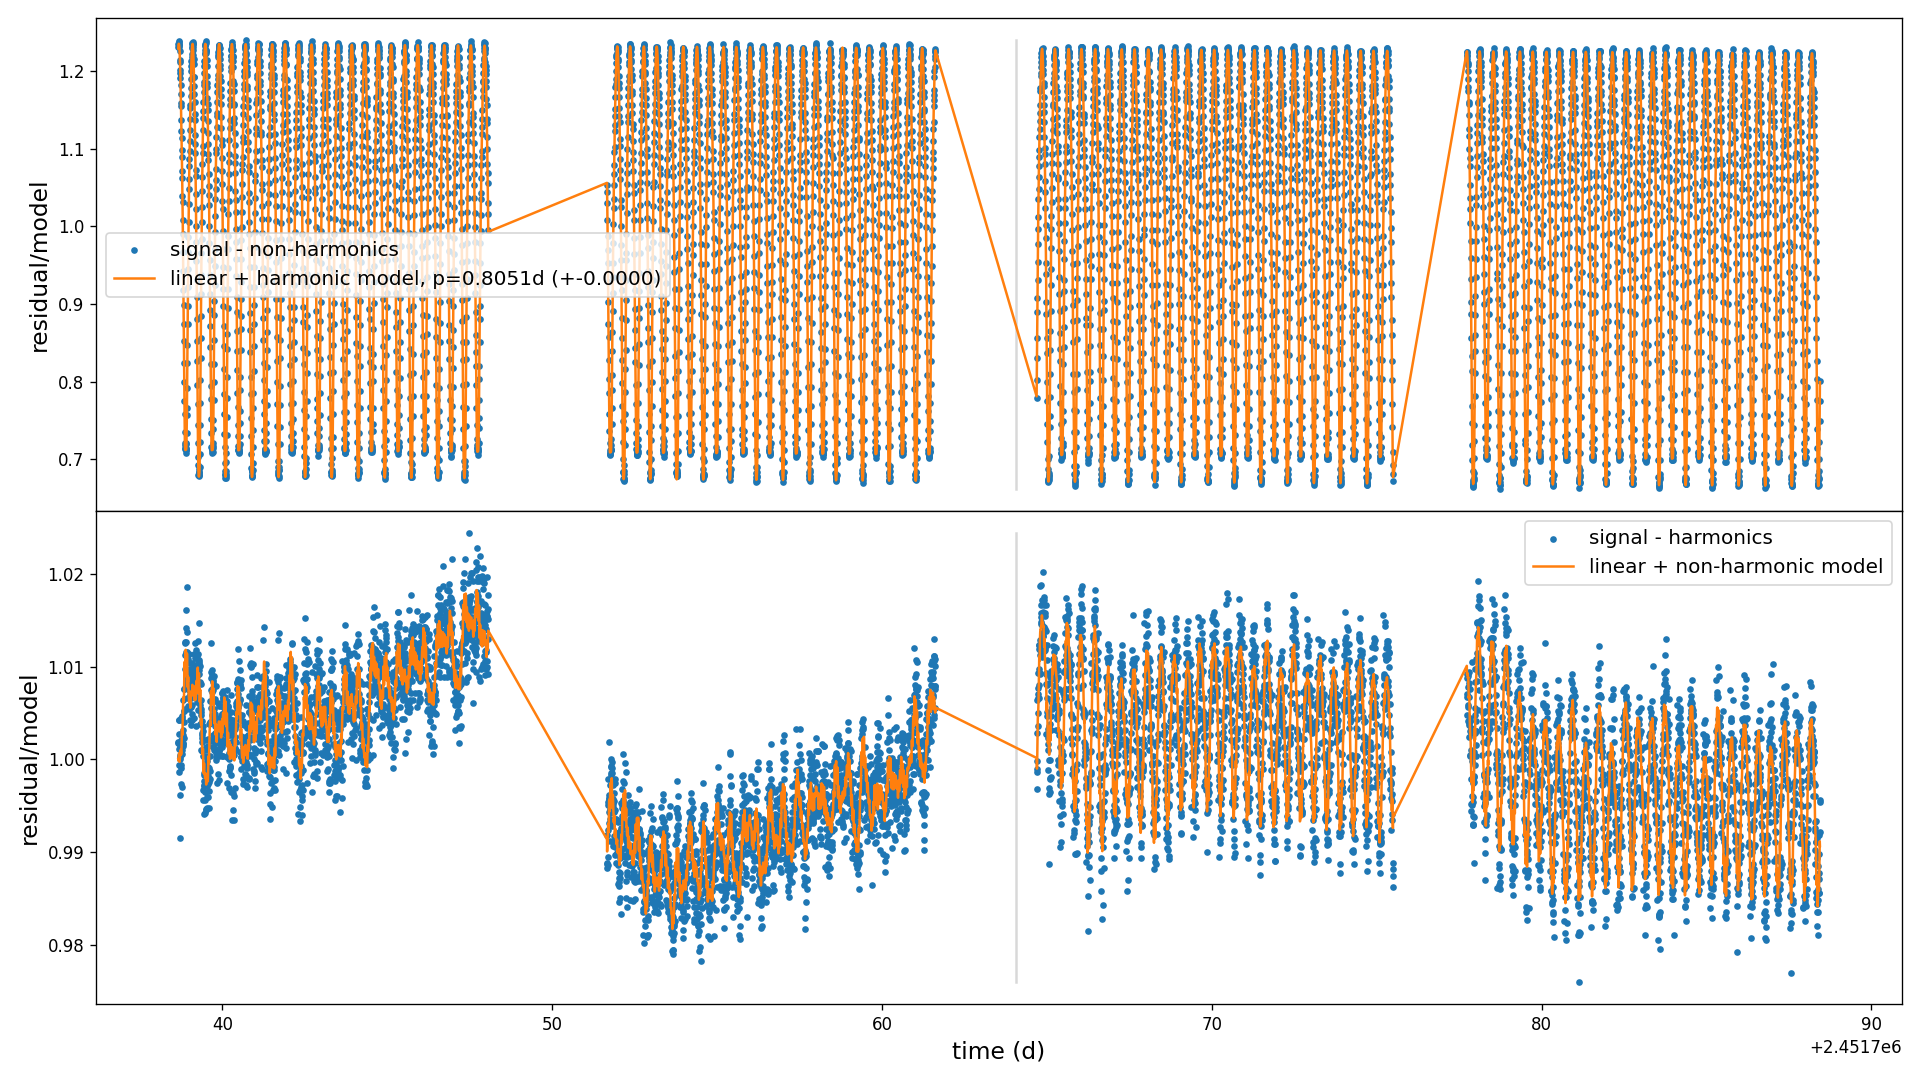 residual/model
1.2
1.1
1.0
0.9
0.8
0.7
signal - non-harmonics
linear + harmonic model, p=0.8051d (+-0.0000)
residual/model
1.02
1.01
1.00
0.99
0.98
signal - harmonics
linear + non-harmonic model
40 50 60 70 80 90
time (d)
+2.4517e6